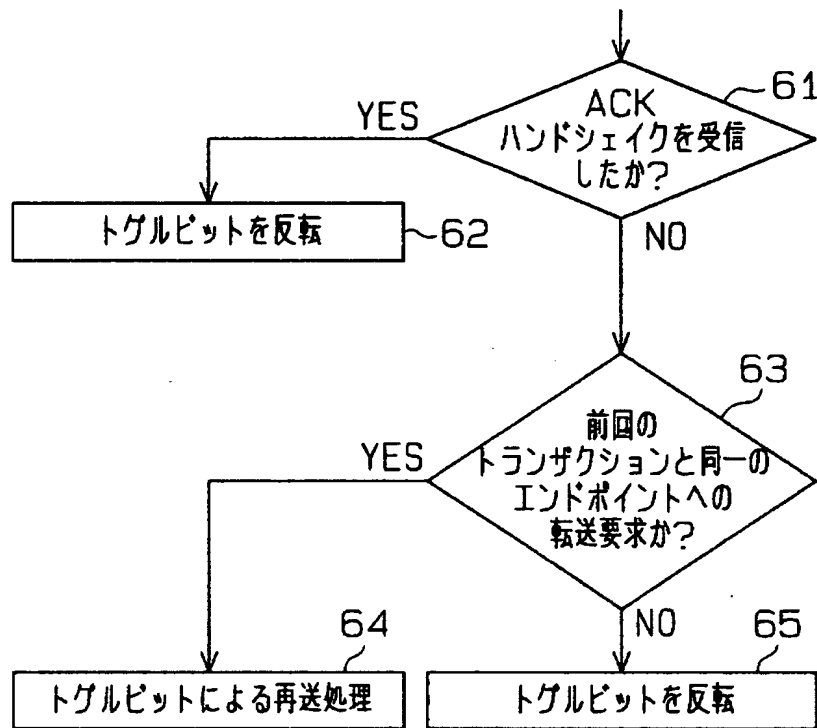 61
ACK
ハンドシェイクを受信
したか?
YES
トグルビットを反転
62
NO
63
前回の
トランザクションと同一の
エンドポイントへの
転送要求か?
YES
NO
64
トグルビットによる再送処理
65
トグルビットを反転